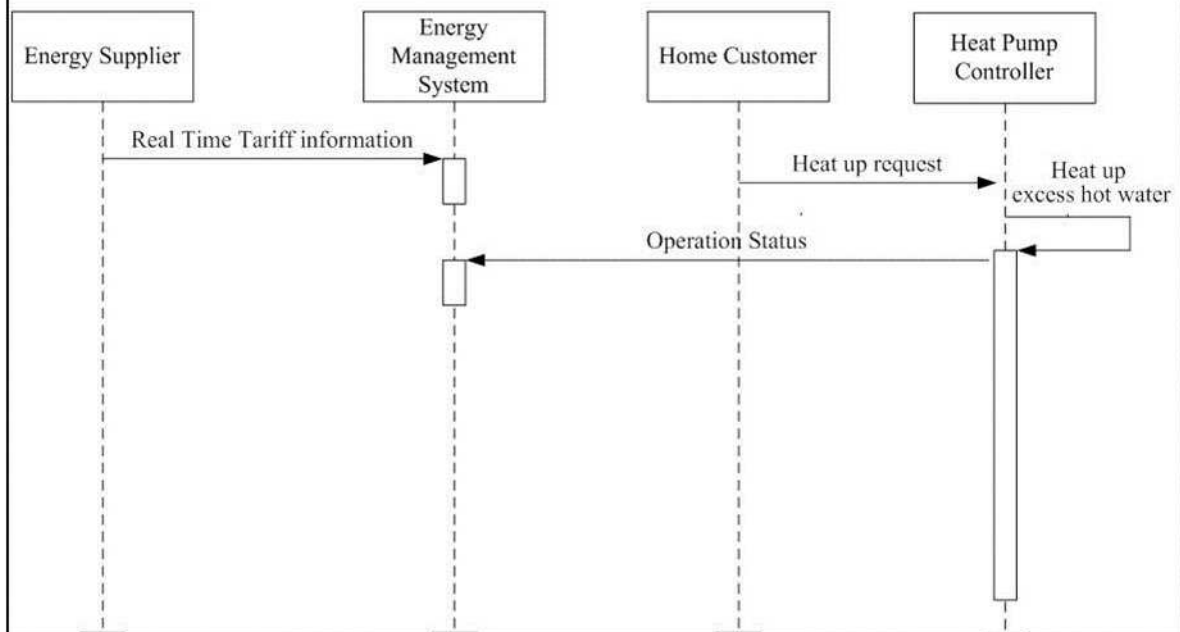 Energy Supplier
Energy
Management
System
Home Customer
Heat Pump
Controller
Real Time Tariff information
Heat up request
Heat up
excess hot water
Operation Status